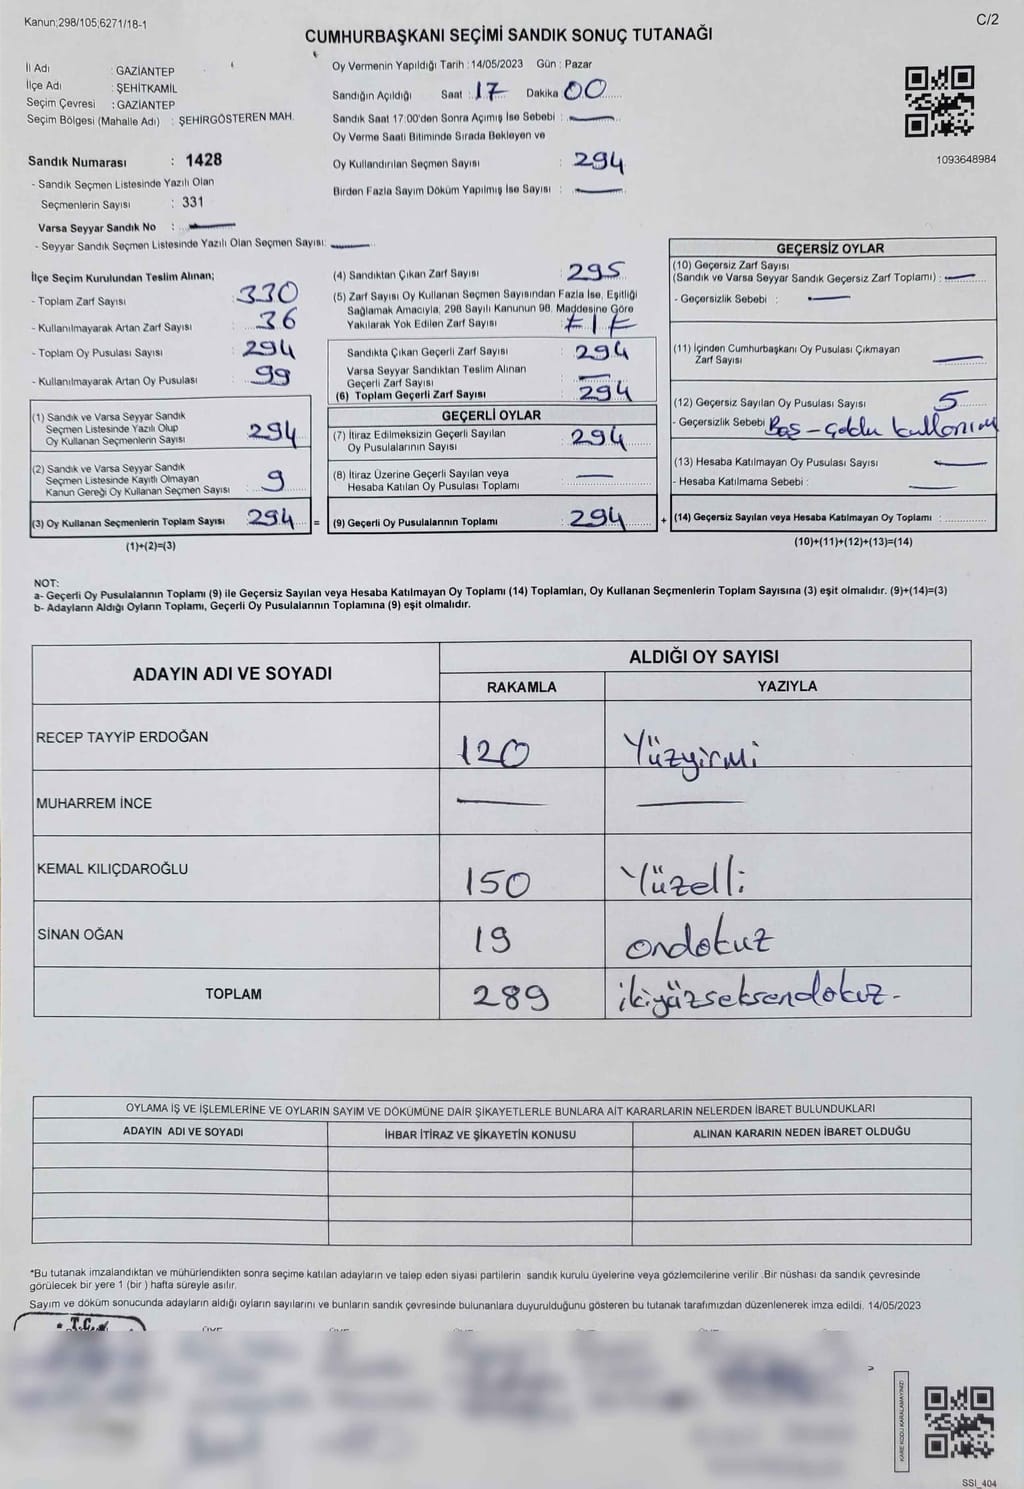 Kanun;298/105;6271/18-1
C/2
CUMHURBAŞKANI SEÇİMİ SANDIK SONUÇ TUTANAĞI
İl Adı : GAZİANTEP
İlçe Adı : ŞEHİTKAMİL
Seçim Çevresi : GAZİANTEP
Seçim Bölgesi (Mahalle Adı) : ŞEHİRGÖSTEREN MAH.
Sandık Numarası : 1428
- Sandık Seçmen Listesinde Yazılı Olan
Seçmenlerin Sayısı : 331
Varsa Seyyar Sandık No :
- Seyyar Sandık Seçmen Listesinde Yazılı Olan Seçmen Sayısı:
Oy Vermenin Yapıldığı Tarih : 14/05/2023 Gün : Pazar
Sandığın Açıldığı Saat : 17 Dakika 00
Sandık Saat 17:00'den Sonra Açımış İse Sebebi :
Oy Verme Saati Bitiminde Sırada Bekleyen ve
Oy Kullandırılan Seçmen Sayısı : 294
Birden Fazla Sayım Döküm Yapılmış İse Sayısı :
1093648984
İlçe Seçim Kurulundan Teslim Alınan;
- Toplam Zarf Sayısı : 330
- Kullanılmayarak Artan Zarf Sayısı : 36
- Toplam Oy Pusulası Sayısı : 294
- Kullanılmayarak Artan Oy Pusulası : 99
(1) Sandık ve Varsa Seyyar Sandık
Seçmen Listesinde Yazılı Olup
Oy Kullanan Seçmenlerin Sayısı : 294
(2) Sandık ve Varsa Seyyar Sandık
Seçmen Listesinde Kayıtlı Olmayan
Kanun Gereği Oy Kullanan Seçmen Sayısı : 9
(3) Oy Kullanan Seçmenlerin Toplam Sayısı : 294 =
(1)+(2)=(3)
(4) Sandıktan Çıkan Zarf Sayısı : 295
(5) Zarf Sayısı Oy Kullanan Seçmen Sayısından Fazla İse, Eşitliği
Sağlamak Amacıyla, 298 Sayılı Kanunun 98. Maddesine Göre
Yakılarak Yok Edilen Zarf Sayısı : 1
Sandıkta Çıkan Geçerli Zarf Sayısı : 294
Varsa Seyyar Sandıktan Teslim Alınan
Geçerli Zarf Sayısı :
(6) Toplam Geçerli Zarf Sayısı : 294
GEÇERLİ OYLAR
(7) İtiraz Edilmeksizin Geçerli Sayılan
Oy Pusulalarının Sayısı : 294
(8) İtiraz Üzerine Geçerli Sayılan veya
Hesaba Katılan Oy Pusulası Toplamı :
(9) Geçerli Oy Pusulalarının Toplamı : 294 +
GEÇERSİZ OYLAR
(10) Geçersiz Zarf Sayısı
(Sandık ve Varsa Seyyar Sandık Geçersiz Zarf Toplamı) :
- Geçersizlik Sebebi :
(11) İçinden Cumhurbaşkanı Oy Pusulası Çıkmayan
Zarf Sayısı
(12) Geçersiz Sayılan Oy Pusulası Sayısı 5
- Geçersizlik Sebebi Boş - çoklu kullanım
(13) Hesaba Katılmayan Oy Pusulası Sayısı
- Hesaba Katılmama Sebebi :
(14) Geçersiz Sayılan veya Hesaba Katılmayan Oy Toplamı :
(10)+(11)+(12)+(13)=(14)
NOT:
a- Geçerli Oy Pusulalarının Toplamı (9) ile Geçersiz Sayılan veya Hesaba Katılmayan Oy Toplamı (14) Toplamları, Oy Kullanan Seçmenlerin Toplam Sayısına (3) eşit olmalıdır. (9)+(14)=(3)
b- Adayların Aldığı Oyların Toplamı, Geçerli Oy Pusulalarının Toplamına (9) eşit olmalıdır.
ADAYIN ADI VE SOYADI
ALDIĞI OY SAYISI
RAKAMLA YAZIYLA
RECEP TAYYİP ERDOĞAN 120 Yüzyirmi
MUHARREM İNCE
KEMAL KILIÇDAROĞLU 150 Yüzelli
SİNAN OĞAN 19 ondokuz
TOPLAM 289 ikiyüzseksendokuz-
OYLAMA İŞ VE İŞLEMLERİNE VE OYLARIN SAYIM VE DÖKÜMÜNE DAİR ŞİKAYETLERLE BUNLARA AİT KARARLARIN NELERDEN İBARET BULUNDUKLARI
ADAYIN ADI VE SOYADI İHBAR İTİRAZ VE ŞİKAYETİN KONUSU ALINAN KARARIN NEDEN İBARET OLDUĞU
*Bu tutanak imzalandıktan ve mühürlendikten sonra seçime katılan adayların ve talep eden siyasi partilerin sandık kurulu üyelerine veya gözlemcilerine verilir .Bir nüshası da sandık çevresinde
görülecek bir yere 1 (bir ) hafta süreyle asılır.
Sayım ve döküm sonucunda adayların aldığı oyların sayılarını ve bunların sandık çevresinde bulunanlara duyurulduğunu gösteren bu tutanak tarafımızdan düzenlenerek imza edildi. 14/05/2023
T.C.
KARE KODU KARALAMAYINIZ!
SSI_404